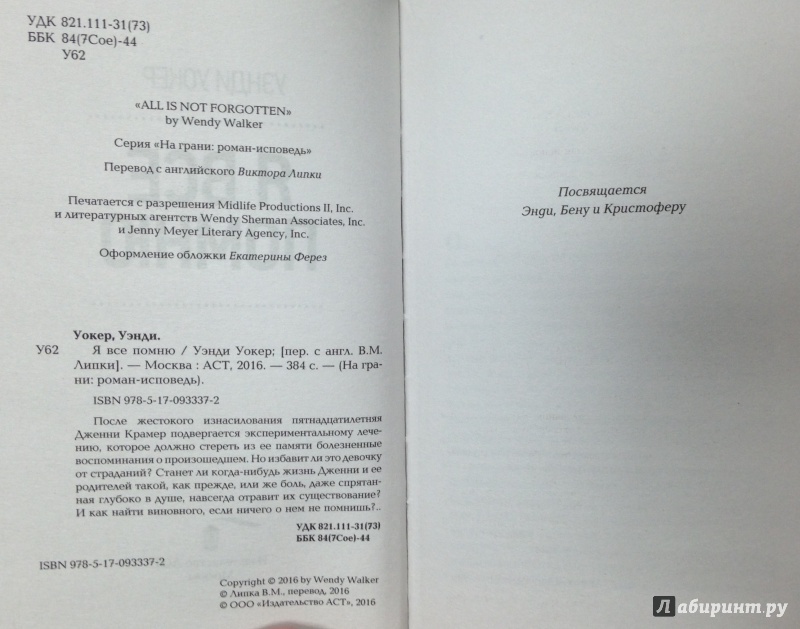 УДК 821.111-31(73)
ББК 84(7Сое)-44
У62
«ALL IS NOT FORGOTTEN»
by Wendy Walker
Серия «На грани: роман-исповедь»
Перевод с английского Виктора Липки
Печатается с разрешения Midlife Productions II, Inc.
и литературных агентств Wendy Sherman Associates, Inc.
и Jenny Meyer Literary Agency, Inc.
Оформление обложки Екатерины Ферез
Уокер, Уэнди.
У62 Я все помню / Уэнди Уокер; [пер. с англ. В.М.
Липки]. — Москва : АСТ, 2016. — 384 с. — (На гра-
ни: роман-исповедь).
ISBN 978-5-17-093337-2
После жестокого изнасилования пятнадцатилетняя
Дженни Крамер подвергается экспериментальному лече-
нию, которое должно стереть из ее памяти болезненные
воспоминания о произошедшем. Но избавит ли это девочку
от страданий? Станет ли когда-нибудь жизнь Дженни и ее
родителей такой, как прежде, или же боль, даже спрятан-
ная глубоко в душе, навсегда отравит их существование?
И как найти виновного, если ничего о нем не помнишь?..
УДК 821.111-31(73)
ББК 84(7Сое)-44
ISBN 978-5-17-093337-2
Copyright © 2016 by Wendy Walker
© Липка В.М., перевод, 2016
© ООО «Издательство АСТ», 2016
Посвящается
Энди, Бену и Кристоферу
Лабиринт.ру